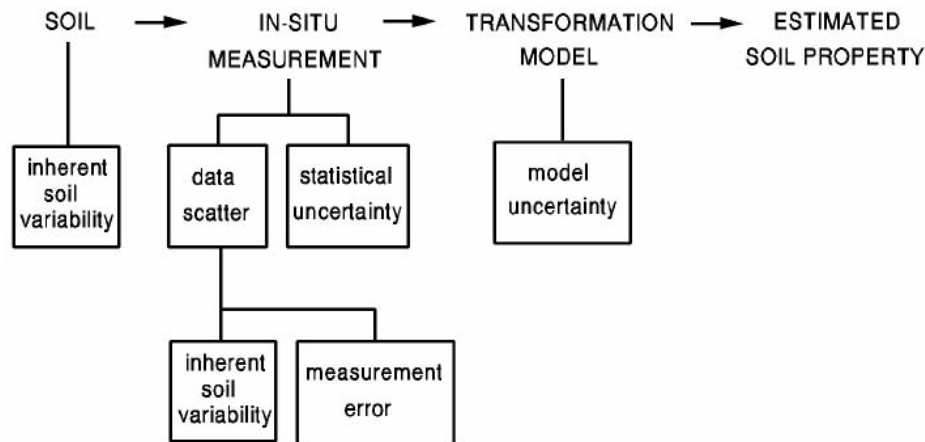 SOIL
IN-SITU
MEASUREMENT
TRANSFORMATION
MODEL
ESTIMATED
SOIL PROPERTY
inherent
soil
variability
data
scatter
statistical
uncertainty
model
uncertainty
inherent
soil
variability
measurement
error